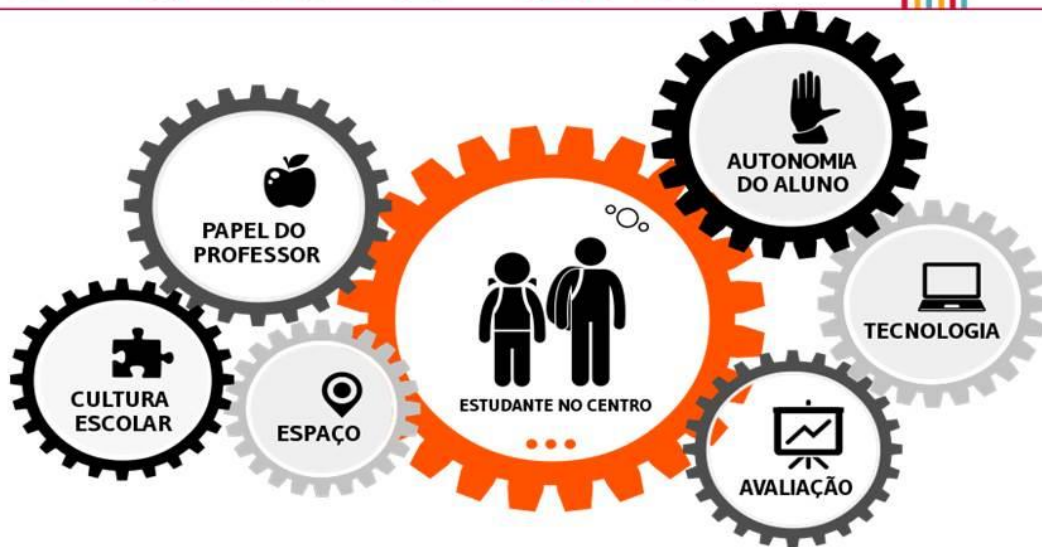 AUTONOMIA
DO ALUNO
PAPEL DO
PROFESSOR
TECNOLOGIA
CULTURA
ESCOLAR
ESPAÇO
ESTUDANTE NO CENTRO
AVALIAÇÃO